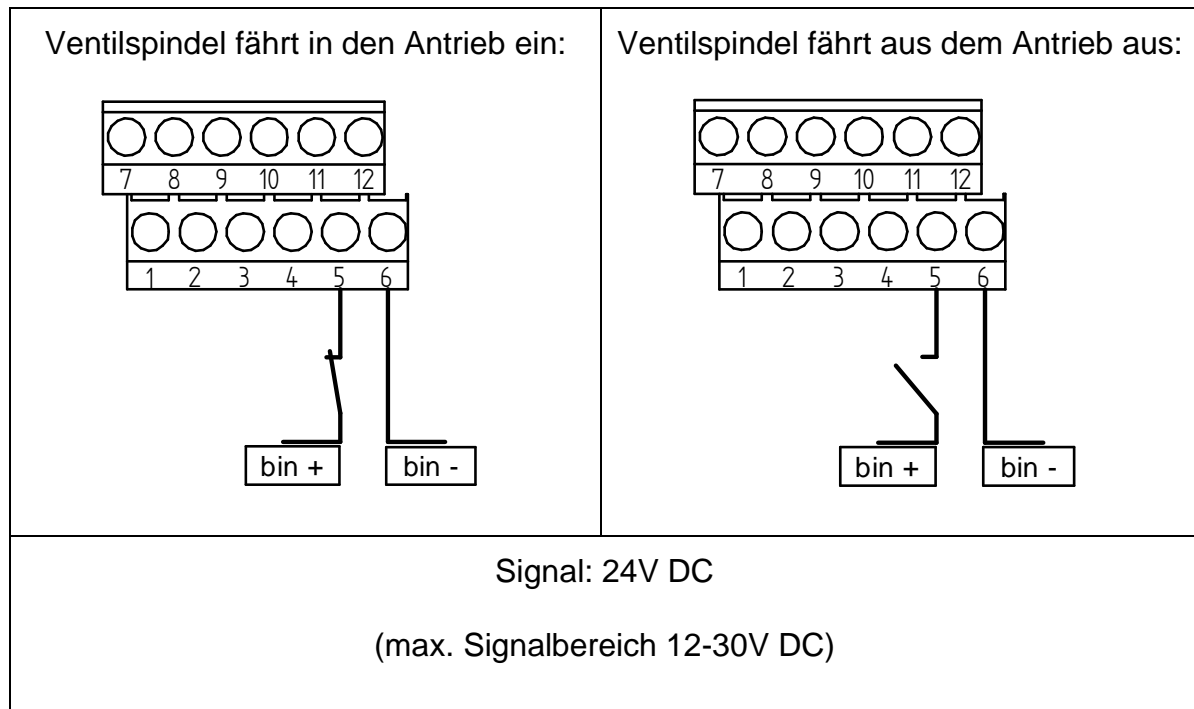 Ventilspindel fährt in den Antrieb ein:
7 8 9 10 11 12
1 2 3 4 5 6
bin + bin -
Ventilspindel fährt aus dem Antrieb aus:
7 8 9 10 11 12
1 2 3 4 5 6
bin + bin -
Signal: 24V DC
(max. Signalbereich 12-30V DC)